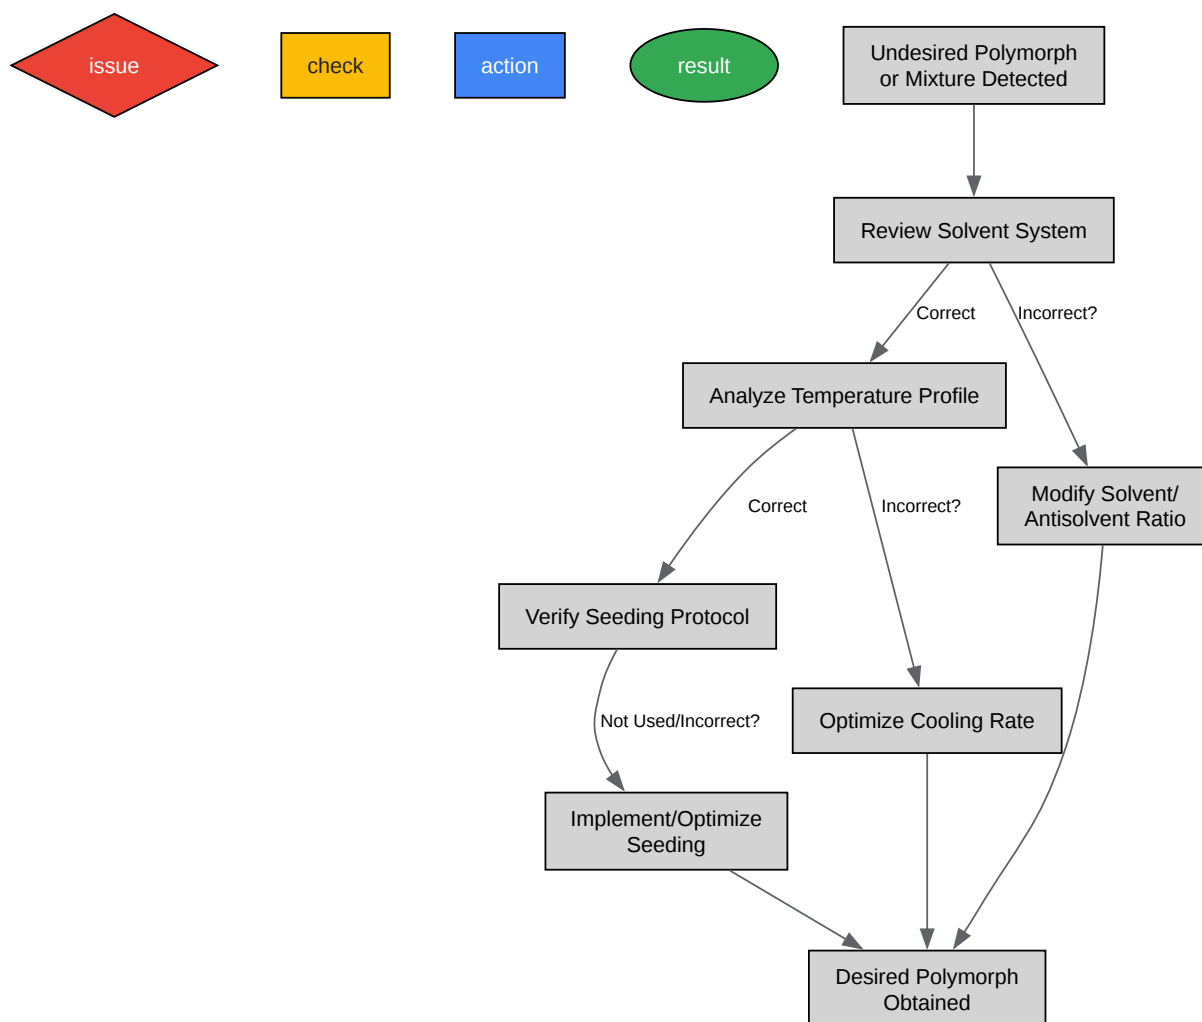 issue
check
action
result
Undesired Polymorph
or Mixture Detected
Review Solvent System
Correct
Incorrect?
Analyze Temperature Profile
Correct
Incorrect?
Modify Solvent/
Antisolvent Ratio
Verify Seeding Protocol
Not Used/Incorrect?
Optimize Cooling Rate
Implement/Optimize
Seeding
Desired Polymorph
Obtained